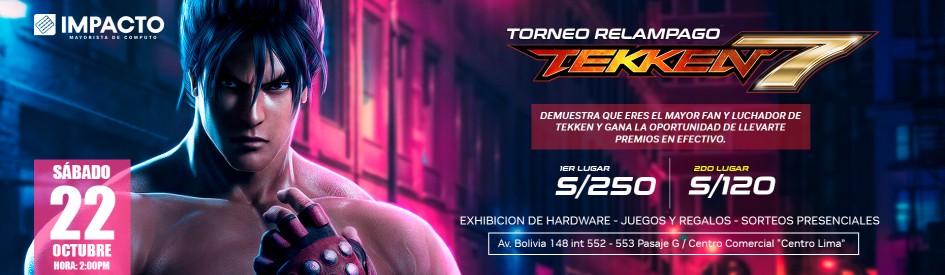 IMPACTO
MAYORISTA DE COMPUTO
TORNEO RELAMPAGO
TEKKEN 7
DEMUESTRA QUE ERES EL MAYOR FAN Y LUCHADOR DE
TEKKEN Y GANA LA OPORTUNIDAD DE LLEVARTE
PREMIOS EN EFECTIVO.
1ER LUGAR
S/250
2DO LUGAR
S/120
EXHIBICION DE HARDWARE - JUEGOS Y REGALOS - SORTEOS PRESENCIALES
Av. Bolivia 148 int 552 - 553 Pasaje G / Centro Comercial "Centro Lima"
SÁBADO
22
OCTUBRE
HORA: 2:00PM